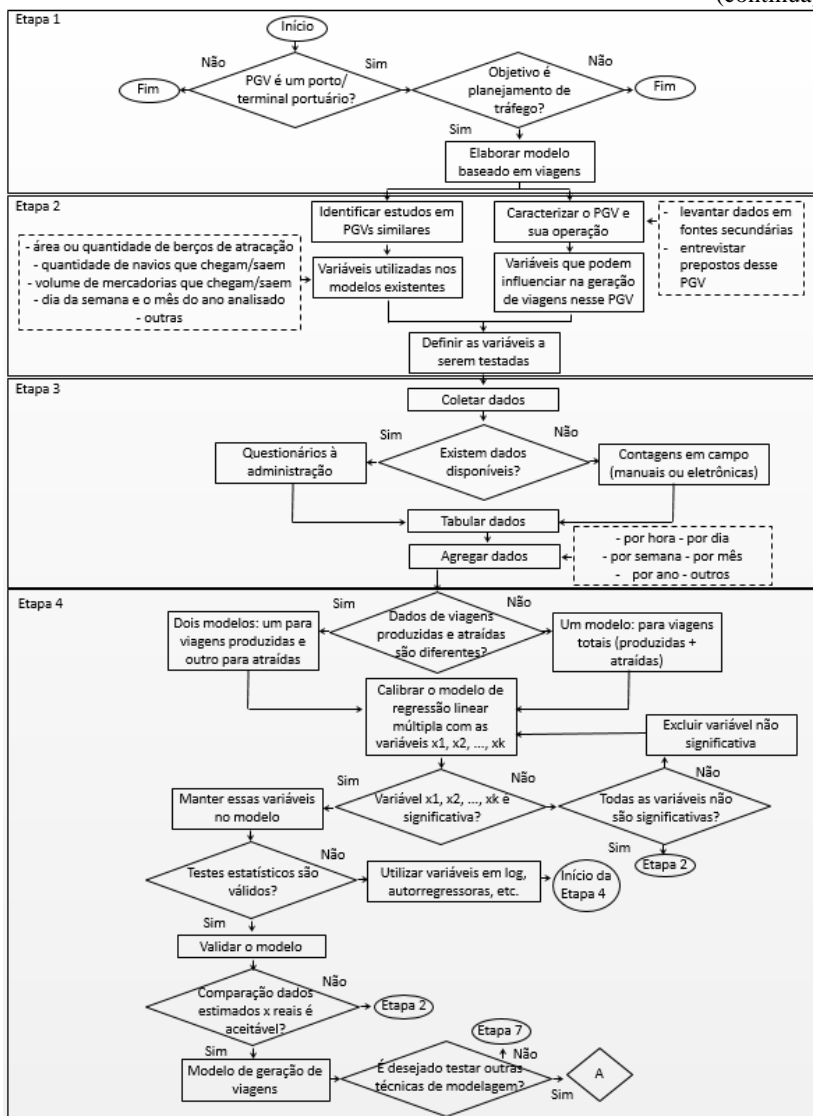 (continua
Etapa 1
Início
Não
Sim
Não
PGV é um porto/
terminal portuário?
Objetivo é
planejamento de
tráfego?
Fim
Fim
Sim
Elaborar modelo
baseado em viagens
Etapa 2
Identificar estudos em
PGVs similares
Caracterizar o PGV e
sua operação
- levantar dados em
fontes secundárias
- entrevistar
prepostos desse
PGV
- área ou quantidade de berços de atracação
- quantidade de navios que chegam/saem
- volume de mercadorias que chegam/saem
- dia da semana e o mês do ano analisado
- outras
Variáveis utilizadas nos
modelos existentes
Variáveis que podem
influenciar na geração
de viagens nesse PGV
Definir as variáveis a
serem testadas
Etapa 3
Coletar dados
Sim
Não
Questionários à
administração
Existem dados
disponíveis?
Contagens em campo
(manuais ou eletrônicas)
Tabular dados
Agregar dados
- por hora - por dia
- por semana - por mês
- por ano - outros
Etapa 4
Sim
Não
Dois modelos: um para
viagens produzidas e
outro para atraídas
Dados de viagens
produzidas e atraídas
são diferentes?
Um modelo: para viagens
totais (produzidas +
atraídas)
Calibrar o modelo de
regressão linear
múltipla com as
variáveis x1, x2, ..., xk
Excluir variável não
significativa
Sim
Não
Não
Manter essas variáveis
no modelo
Variável x1, x2, ..., xk é
significativa?
Todas as variáveis não
são significativas?
Sim
Etapa 2
Não
Testes estatísticos são
válidos?
Utilizar variáveis em log,
autorregressoras, etc.
Início da
Etapa 4
Sim
Validar o modelo
Não
Comparação dados
estimados x reais é
aceitável?
Etapa 2
Sim
Etapa 7
Não
Modelo de geração de
viagens
É desejado testar outras
técnicas de modelagem?
A
Sim